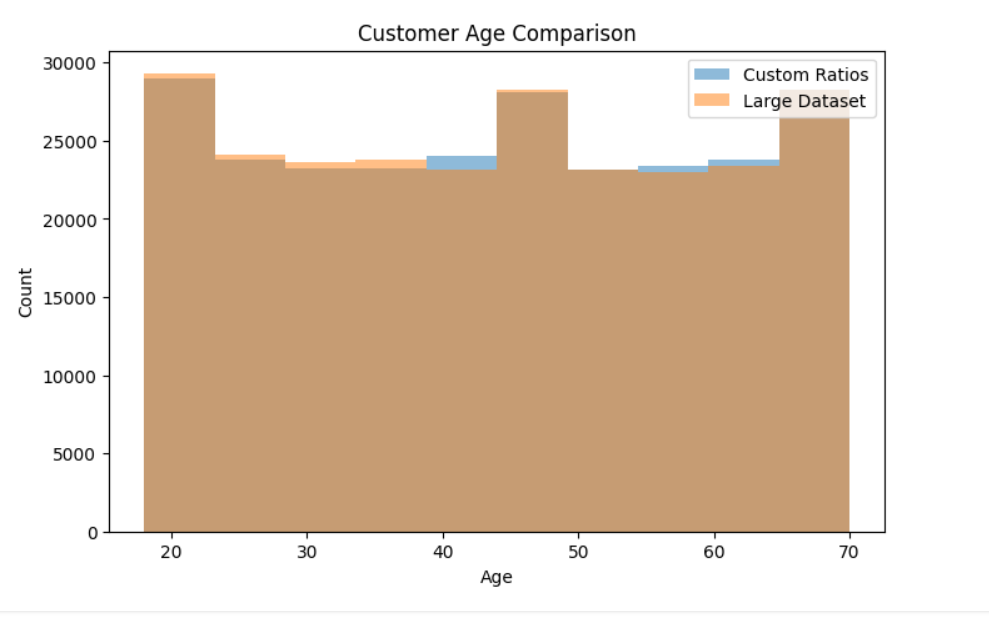 Customer Age Comparison
30000
25000
20000
15000
10000
5000
0
Count
Custom Ratios
Large Dataset
20 30 40 50 60 70
Age